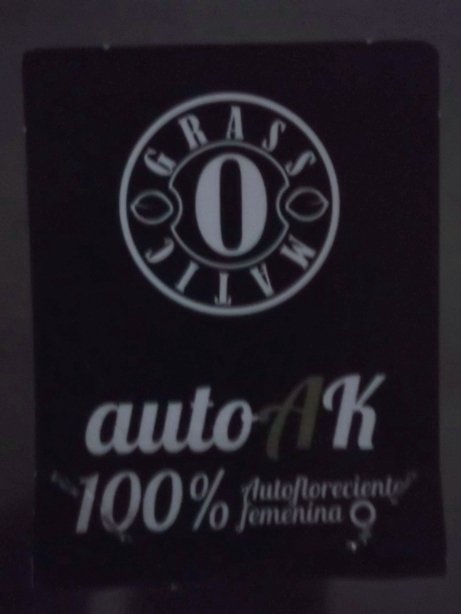 GRASS
O
MATIC
auto AK
100% Autofloreciente
femenina